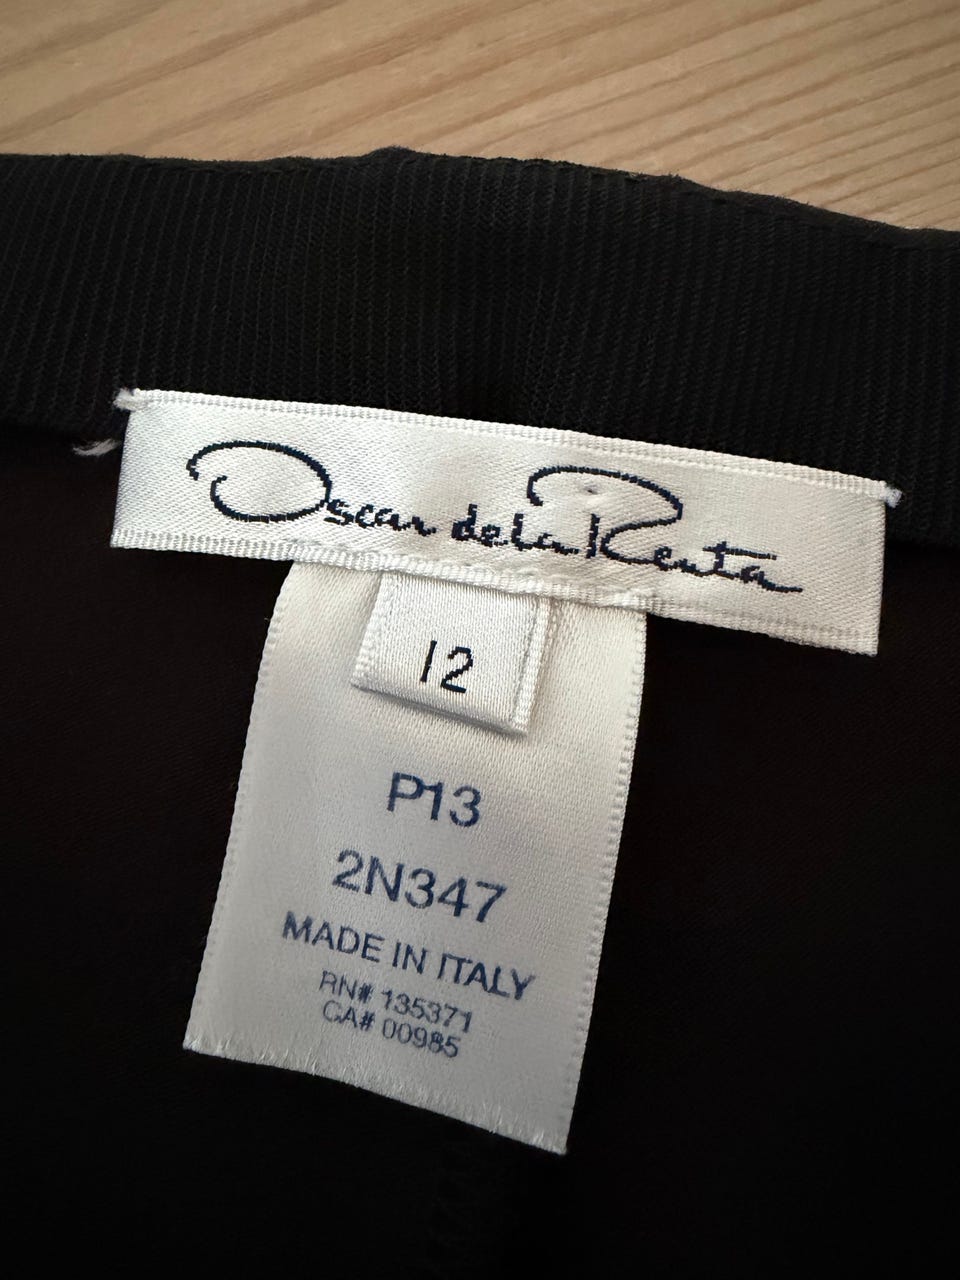 Oscar de la Renta
12
P13
2N347
MADE IN ITALY
RN# 135371
CA# 00985